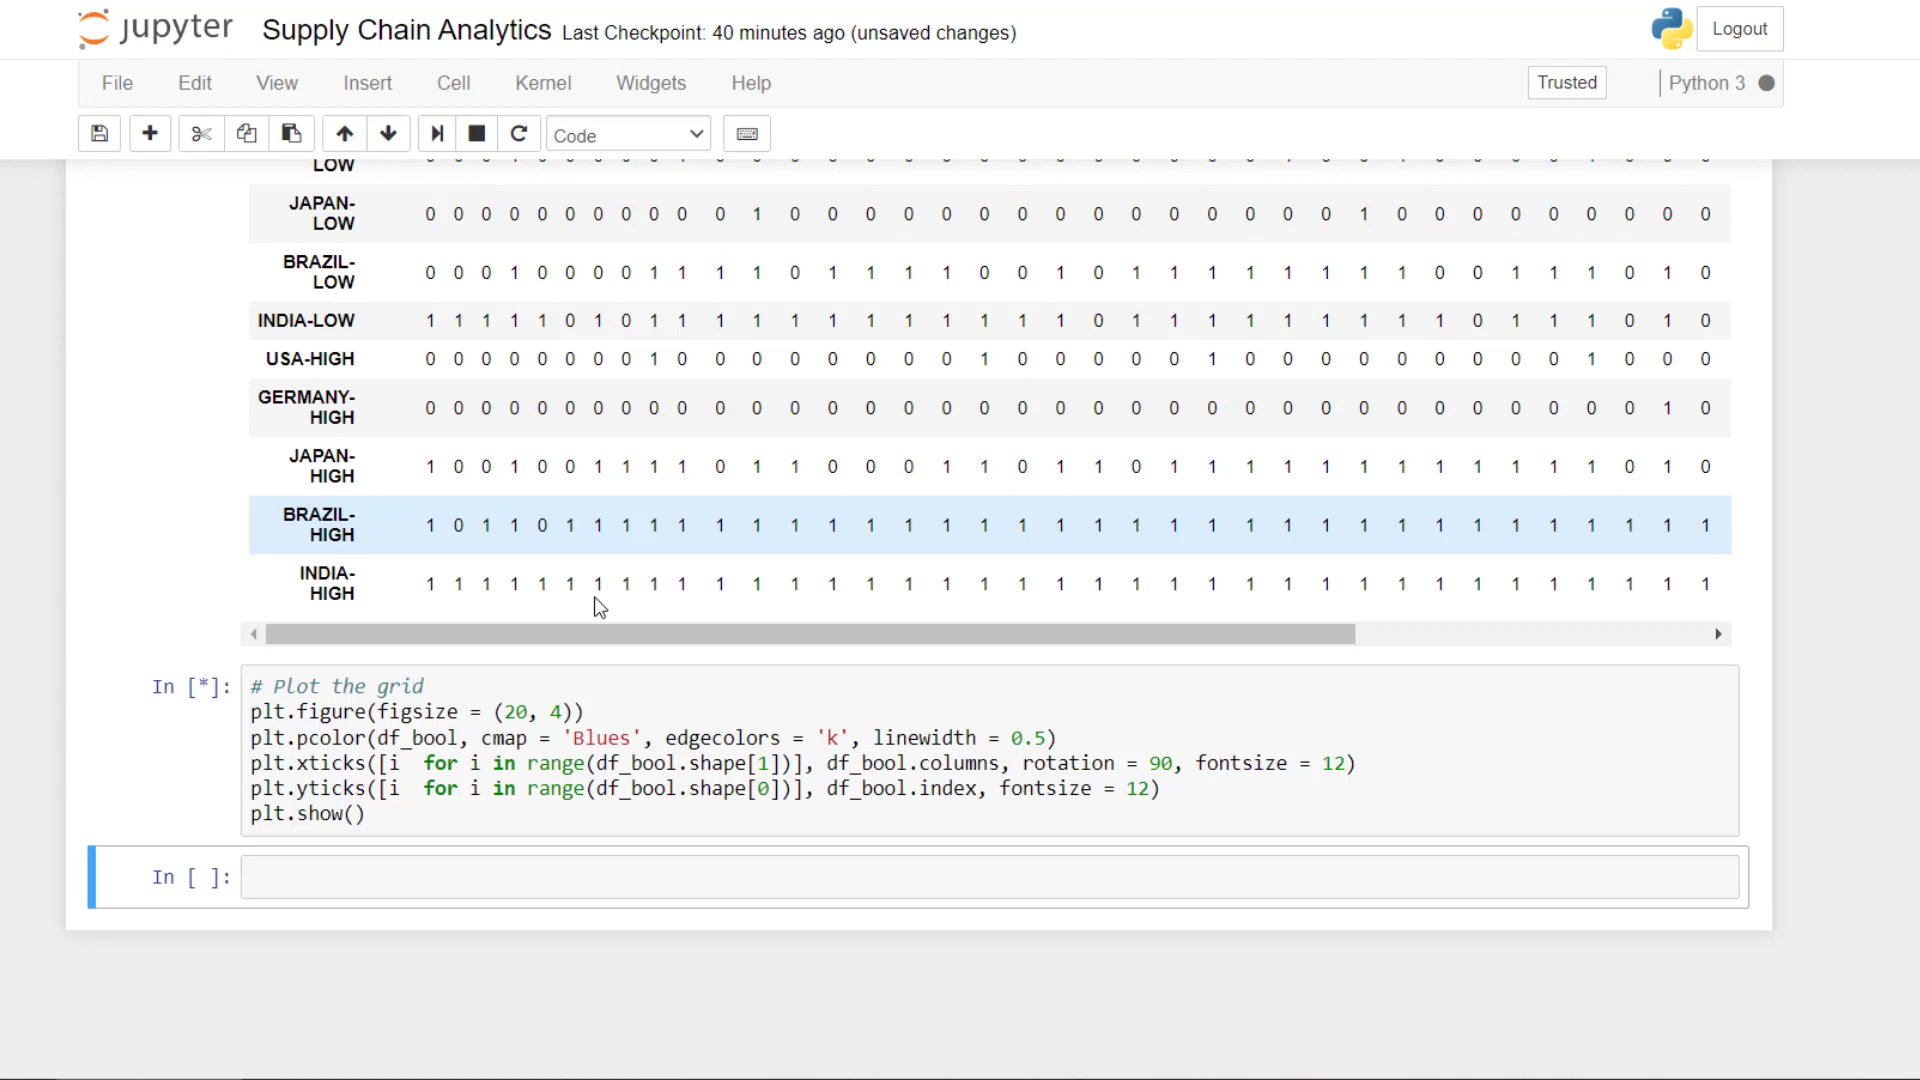 jupyter Supply Chain Analytics Last Checkpoint: 40 minutes ago (unsaved changes) Logout
File Edit View Insert Cell Kernel Widgets Help Trusted Python 3
Code
LOW
JAPAN-LOW 0 0 0 0 0 0 0 0 0 0 0 1 0 0 0 0 0 0 0 0 0 0 0 0 0 0 0 1 0 0 0 0 0 0 0 0 0
BRAZIL-LOW 0 0 0 1 0 0 0 0 1 1 1 1 0 1 1 1 1 0 0 1 0 1 1 1 1 1 1 1 1 0 0 1 1 1 0 1 0
INDIA-LOW 1 1 1 1 1 0 1 0 1 1 1 1 1 1 1 1 1 1 1 1 0 1 1 1 1 1 1 1 1 1 0 1 1 1 0 1 0
USA-HIGH 0 0 0 0 0 0 0 0 1 0 0 0 0 0 0 0 0 1 0 0 0 0 0 1 0 0 0 0 0 0 0 0 0 1 0 0 0
GERMANY-HIGH 0 0 0 0 0 0 0 0 0 0 0 0 0 0 0 0 0 0 0 0 0 0 0 0 0 0 0 0 0 0 0 0 0 0 0 1 0
JAPAN-HIGH 1 0 0 1 0 0 1 1 1 1 0 1 1 0 0 0 1 1 0 1 1 0 1 1 1 1 1 1 1 1 1 1 1 1 0 1 0
BRAZIL-HIGH 1 0 1 1 0 1 1 1 1 1 1 1 1 1 1 1 1 1 1 1 1 1 1 1 1 1 1 1 1 1 1 1 1 1 1 1 1
INDIA-HIGH 1 1 1 1 1 1 1 1 1 1 1 1 1 1 1 1 1 1 1 1 1 1 1 1 1 1 1 1 1 1 1 1 1 1 1 1 1
In [*]: # Plot the grid
plt.figure(figsize = (20, 4))
plt.pcolor(df_bool, cmap = 'Blues', edgecolors = 'k', linewidth = 0.5)
plt.xticks([i  for i in range(df_bool.shape[1])], df_bool.columns, rotation = 90, fontsize = 12)
plt.yticks([i  for i in range(df_bool.shape[0])], df_bool.index, fontsize = 12)
plt.show()
In [ ]: